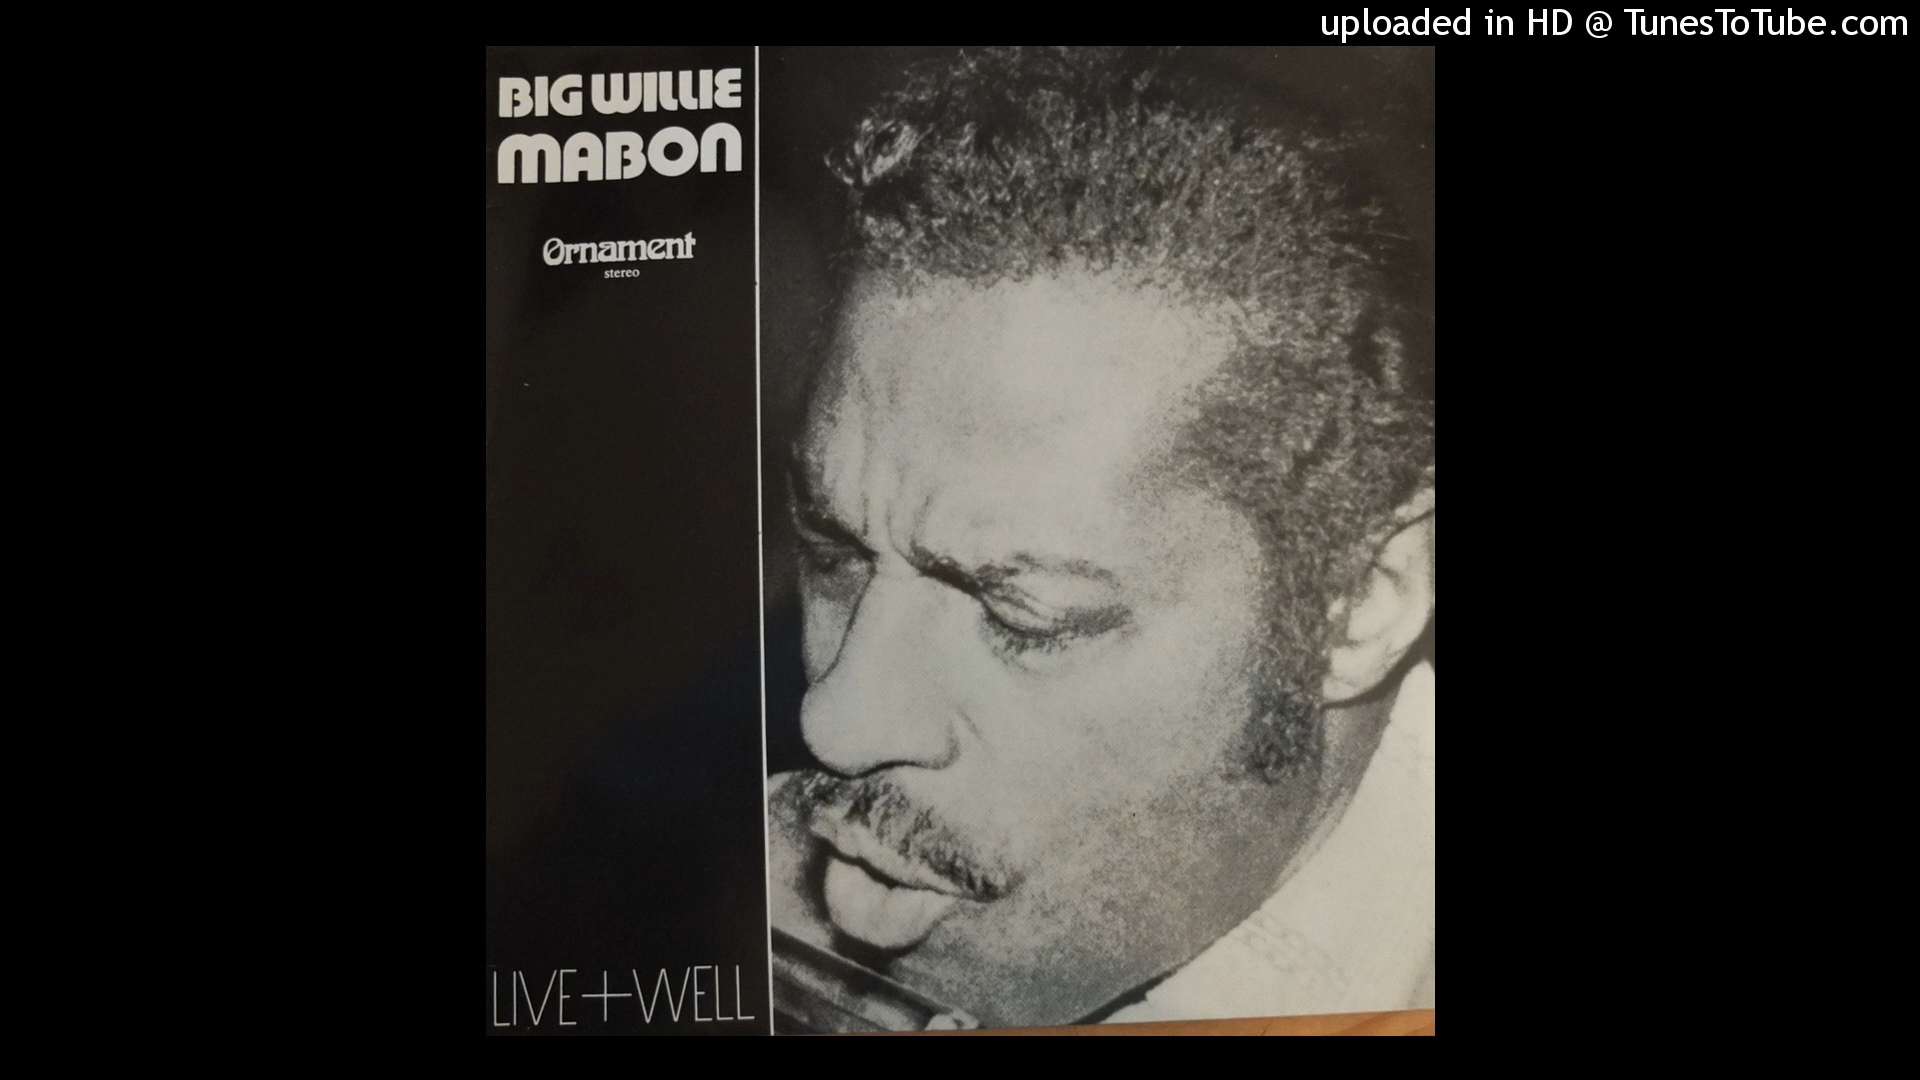 uploaded in HD @ TunesToTube.com
BIG WILLIE
MABON
Ornament
stereo
LIVE+WELL